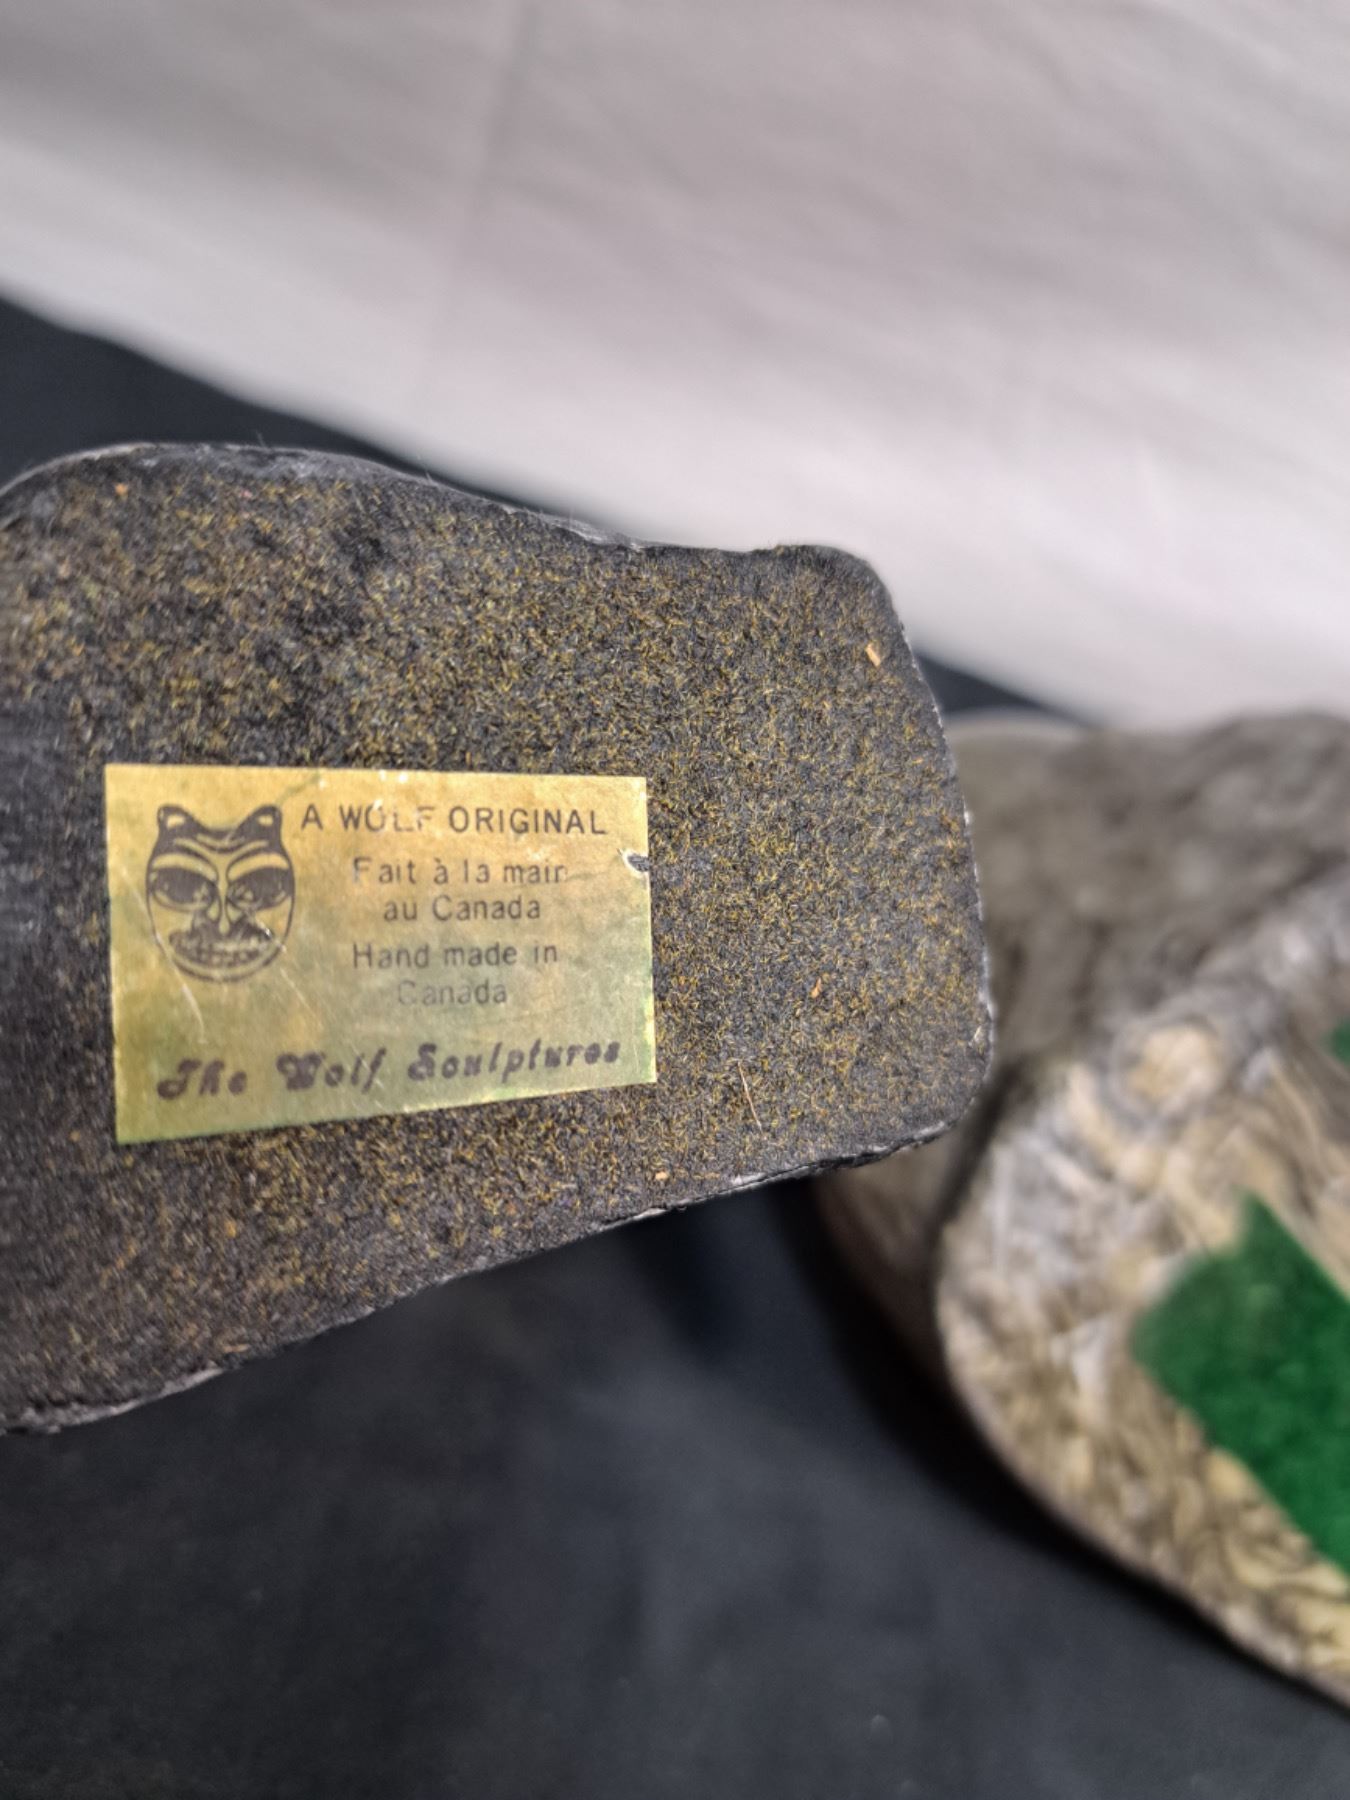 A WOLF ORIGINAL
Fait à la main
au Canada
Hand made in
Canada
The Wolf Sculptures